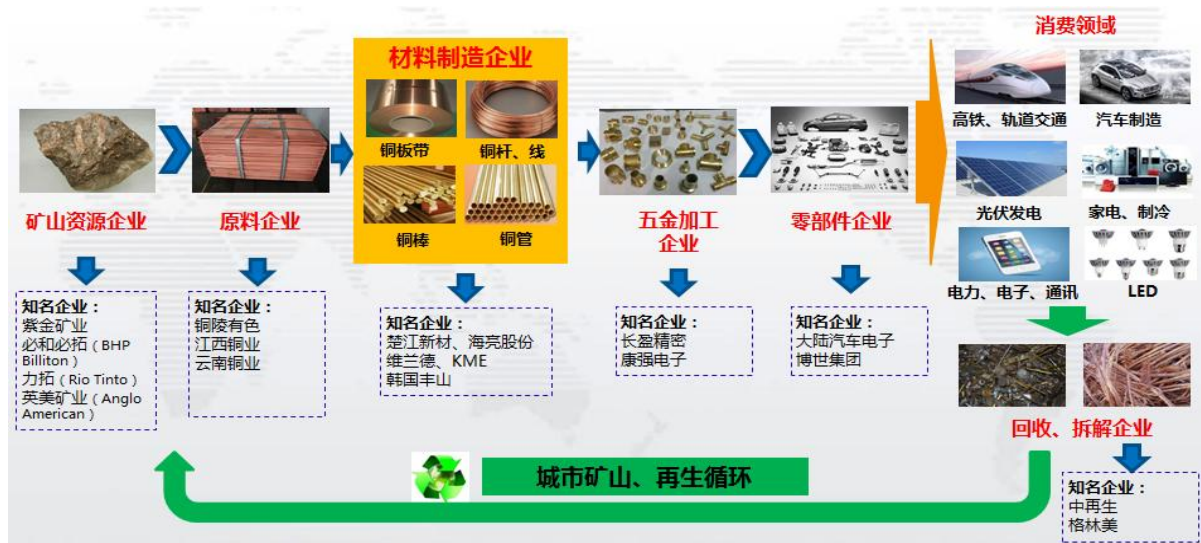 消费领域
材料制造企业
铜板带
铜杆、线
铜棒
铜管
高铁、轨道交通
汽车制造
光伏发电
家电、制冷
电力、电子、通讯
LED
矿山资源企业
原料企业
五金加工
企业
零部件企业
知名企业：
紫金矿业
必和必拓（BHP
Billiton）
力拓（Rio Tinto）
英美矿业（Anglo
American）
知名企业：
铜陵有色
江西铜业
云南铜业
知名企业：
楚江新材、海亮股份
维兰德、KME
韩国丰山
知名企业：
长盈精密
康强电子
知名企业：
大陆汽车电子
博世集团
回收、拆解企业
知名企业：
中再生
格林美
城市矿山、再生循环